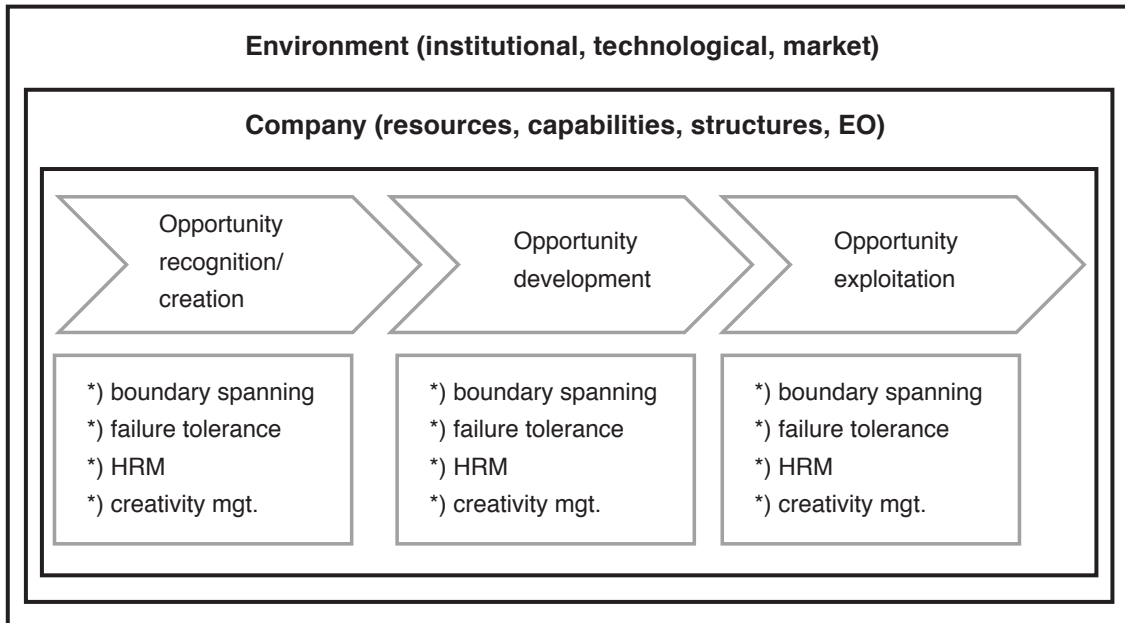 Environment (institutional, technological, market)
Company (resources, capabilities, structures, EO)
Opportunity
recognition/
creation
Opportunity
development
Opportunity
exploitation
*) boundary spanning
*) failure tolerance
*) HRM
*) creativity mgt.
*) boundary spanning
*) failure tolerance
*) HRM
*) creativity mgt.
*) boundary spanning
*) failure tolerance
*) HRM
*) creativity mgt.